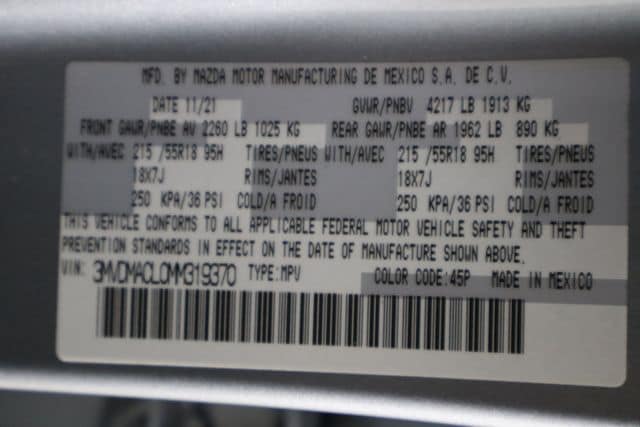 MFD. BY MAZDA MOTOR MANUFACTURING DE MEXICO S.A. DE C.V.
DATE 11/21 GVWR/PNBV 4217 LB 1913 KG
FRONT GAWR/PNBE AV 2260 LB 1025 KG REAR GAWR/PNBE AR 1962 LB 890 KG
WITH/AVEC 215 /55R18 95H TIRES/PNEUS WITH/AVEC 215 /55R18 95H TIRES/PNEUS
18X7J RIMS/JANTES 18X7J RIMS/JANTES
250 KPA/36 PSI COLD/A FROID 250 KPA/36 PSI COLD/A FROID
THIS VEHICLE CONFORMS TO ALL APPLICABLE FEDERAL MOTOR VEHICLE SAFETY AND THEFT
PREVENTION STANDARDS IN EFFECT ON THE DATE OF MANUFACTURE SHOWN ABOVE.
VIN: 3MVDMACL0MM319370 TYPE:MPV COLOR CODE:45P MADE IN MEXICO